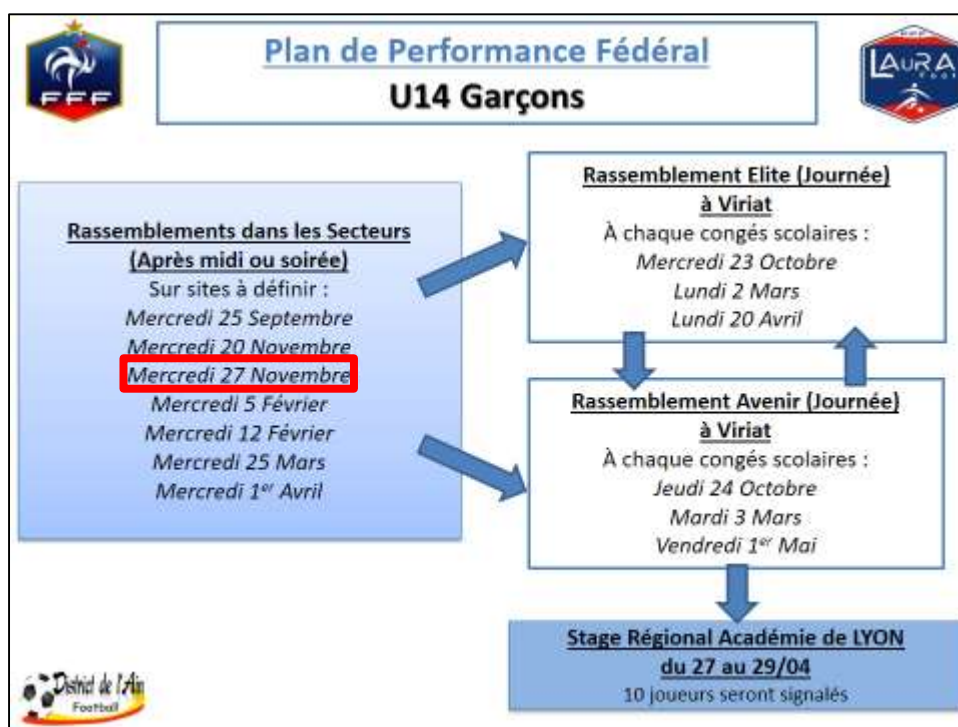 FFF
Plan de Performance Fédéral
U14 Garçons
FFF
LAuRA
Foot
Rassemblements dans les Secteurs
(Après midi ou soirée)
Sur sites à définir :
Mercredi 25 Septembre
Mercredi 20 Novembre
Mercredi 27 Novembre
Mercredi 5 Février
Mercredi 12 Février
Mercredi 25 Mars
Mercredi 1er Avril
Rassemblement Elite (Journée)
à Viriat
À chaque congés scolaires :
Mercredi 23 Octobre
Lundi 2 Mars
Lundi 20 Avril
Rassemblement Avenir (Journée)
à Viriat
À chaque congés scolaires :
Jeudi 24 Octobre
Mardi 3 Mars
Vendredi 1er Mai
Stage Régional Académie de LYON
du 27 au 29/04
10 joueurs seront signalés
District de l'Ain
Football